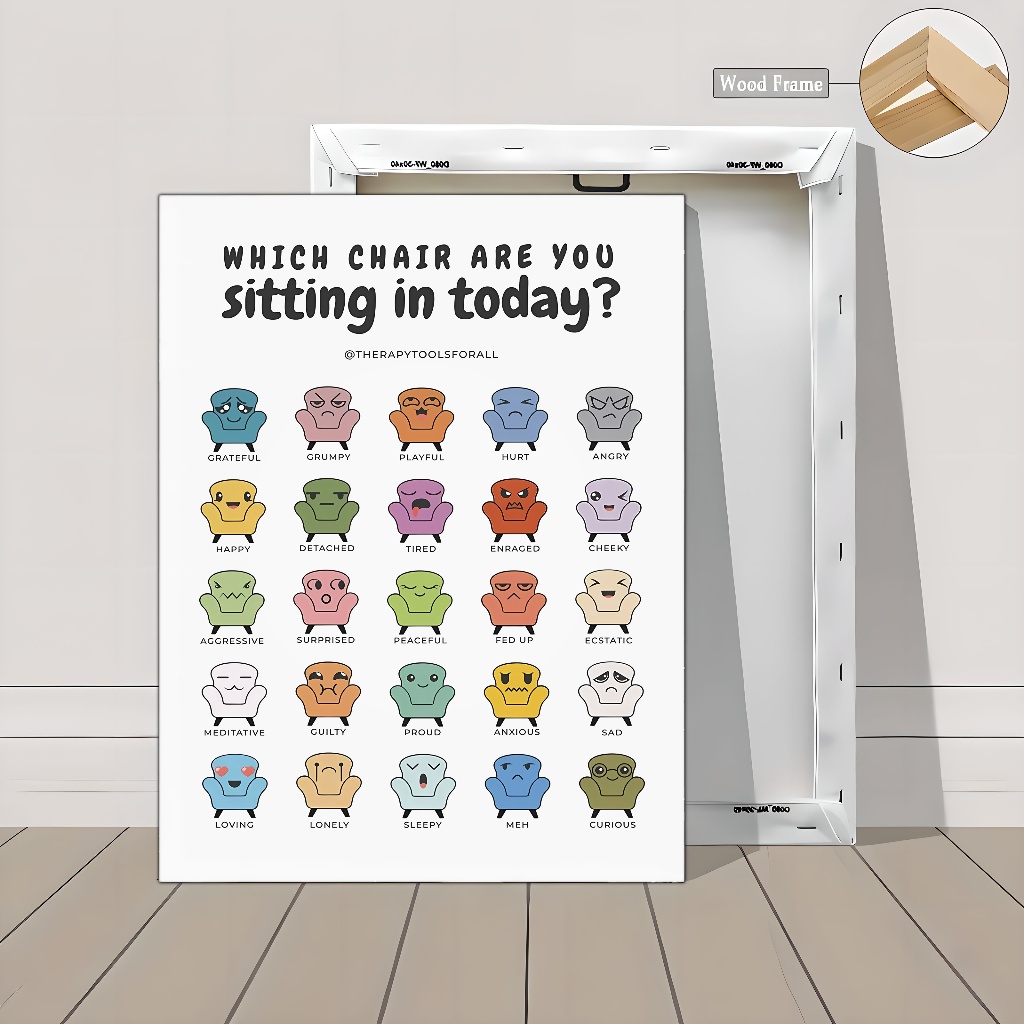 Wood Frame
WHICH CHAIR ARE YOU
sitting in today?
@THERAPYTOOLSFORALL
GRATEFUL GRUMPY PLAYFUL HURT ANGRY
HAPPY DETACHED TIRED ENRAGED CHEEKY
AGGRESSIVE SURPRISED PEACEFUL FED UP ECSTATIC
MEDITATIVE GUILTY PROUD ANXIOUS SAD
LOVING LONELY SLEEPY MEH CURIOUS